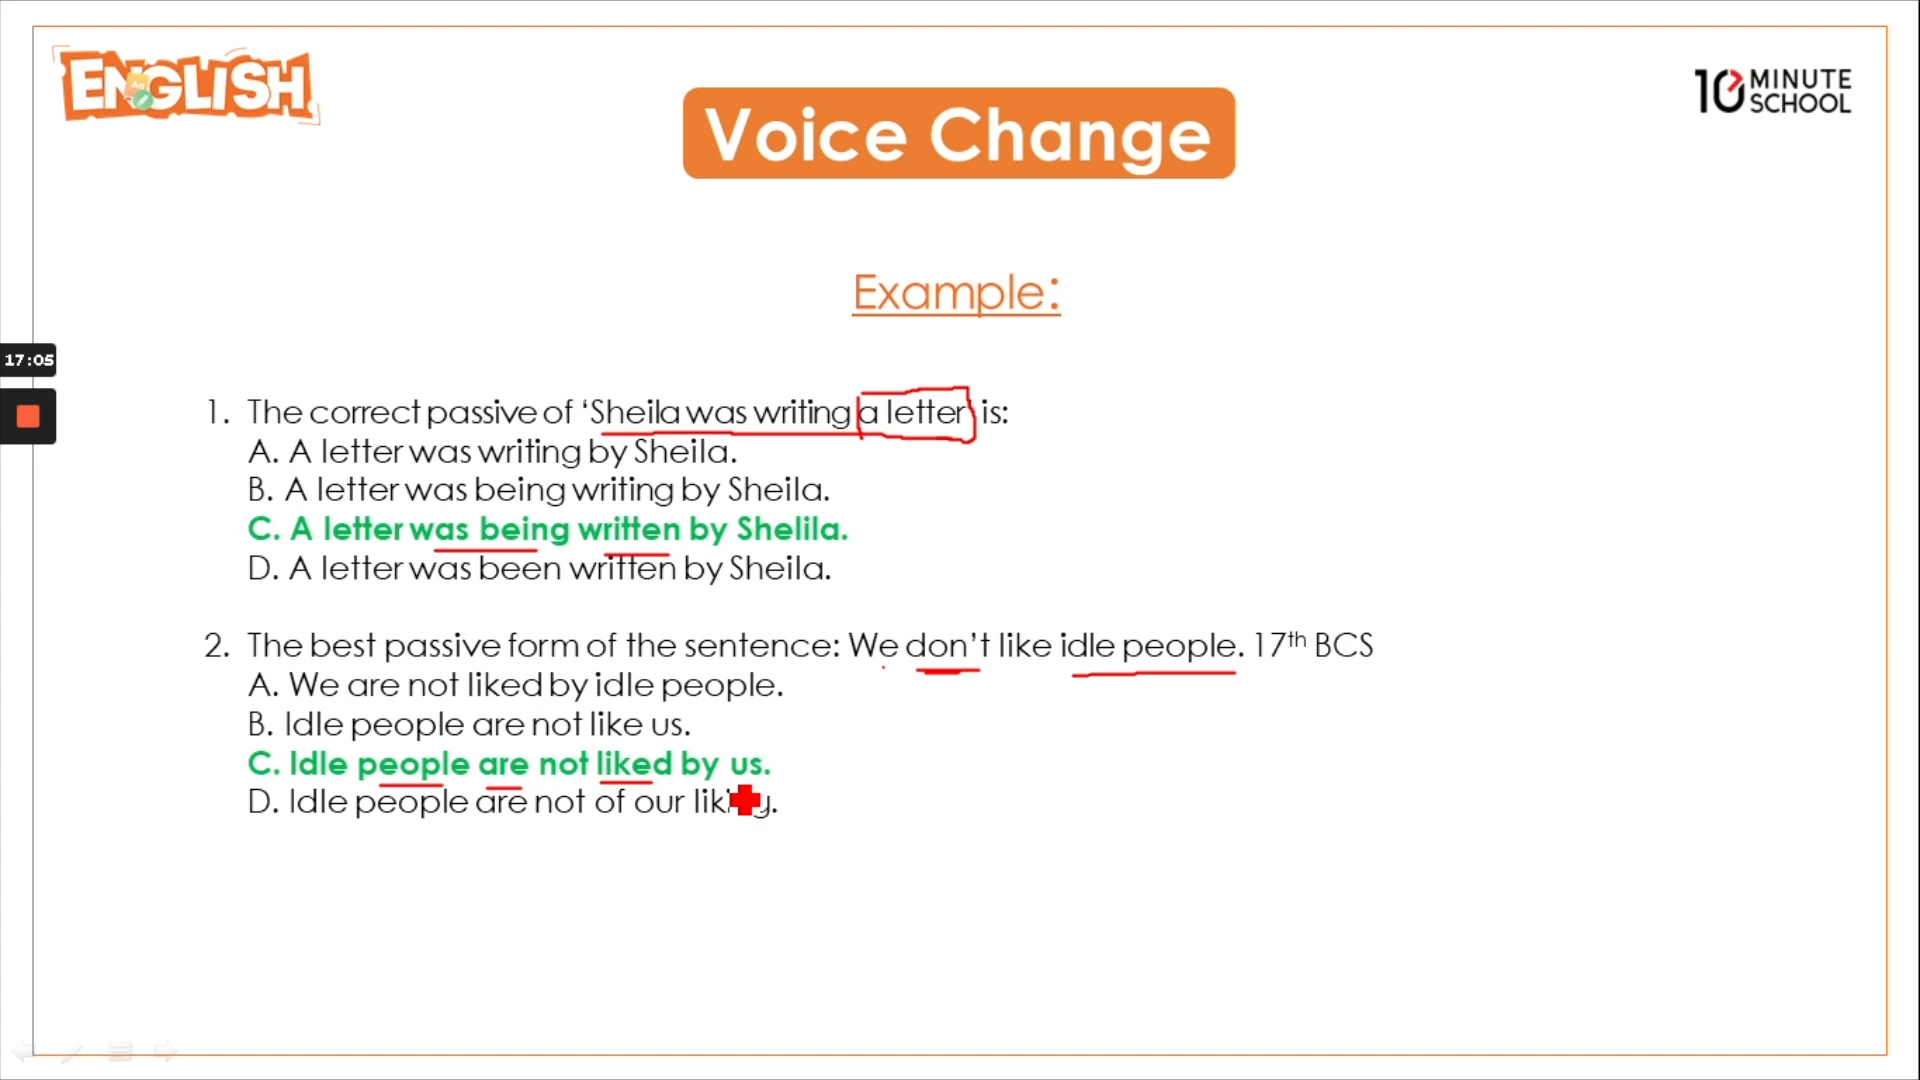 ENGLISH
10 MINUTE SCHOOL
Voice Change
Example:
17:05
1. The correct passive of ‘Sheila was writing a letter’ is:
A. A letter was writing by Sheila.
B. A letter was being writing by Sheila.
C. A letter was being written by Shelila.
D. A letter was been written by Sheila.
2. The best passive form of the sentence: We don’t like idle people. 17th BCS
A. We are not liked by idle people.
B. Idle people are not like us.
C. Idle people are not liked by us.
D. Idle people are not of our liking.